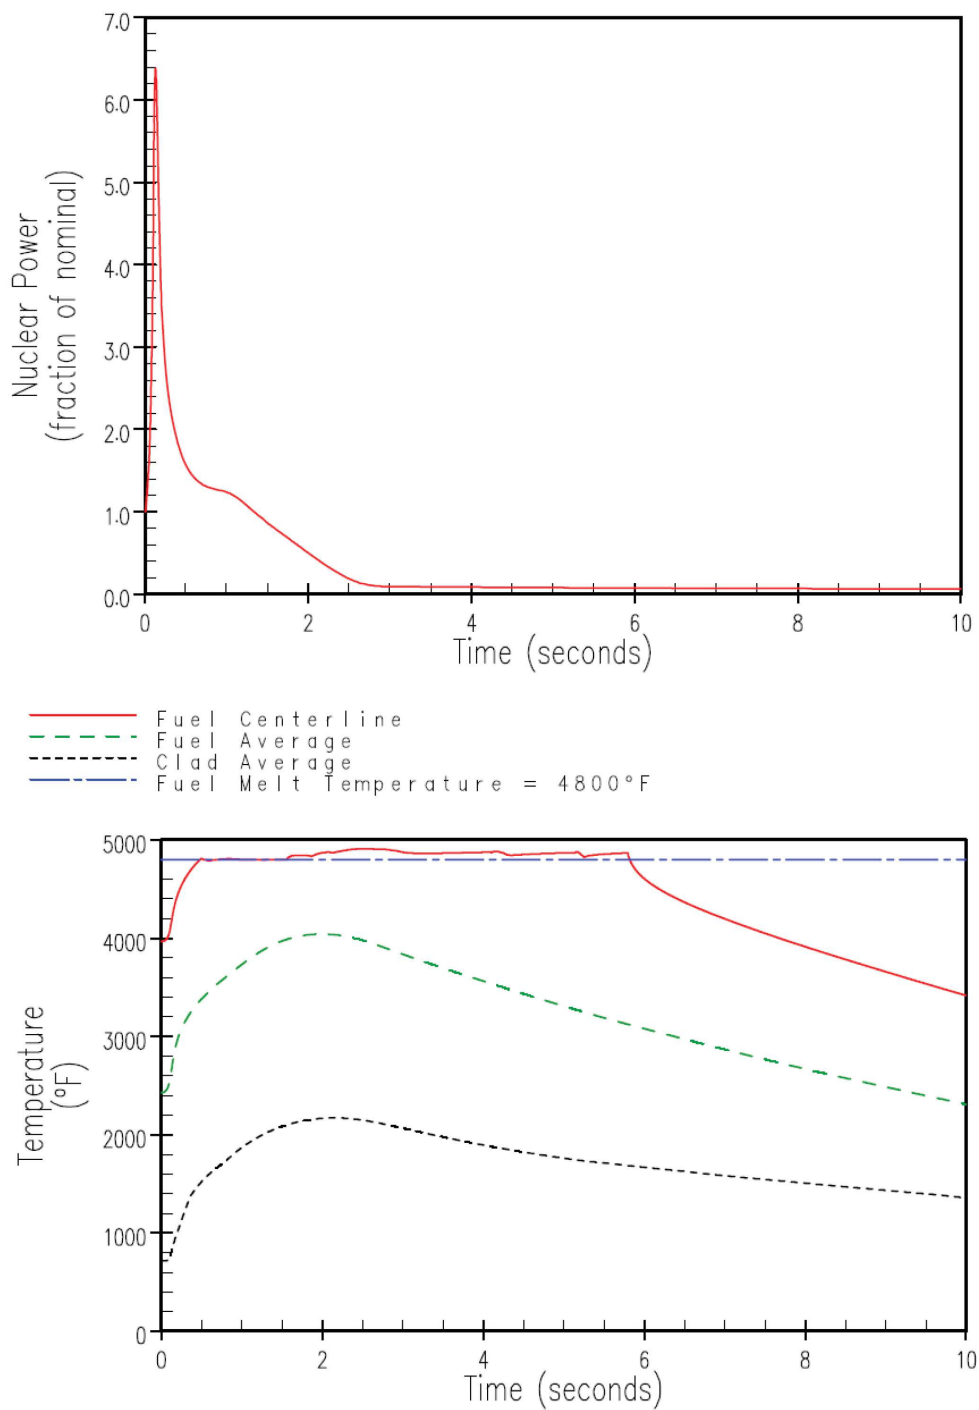 7.0
6.0
5.0
4.0
3.0
2.0
1.0
0.0
Nuclear Power
(fraction of nominal)
0 2 4 6 8 10
Time (seconds)
Fuel Centerline
Fuel Average
Clad Average
Fuel Melt Temperature = 4800°F
5000
4000
3000
2000
1000
0
Temperature
(°F)
0 2 4 6 8 10
Time (seconds)